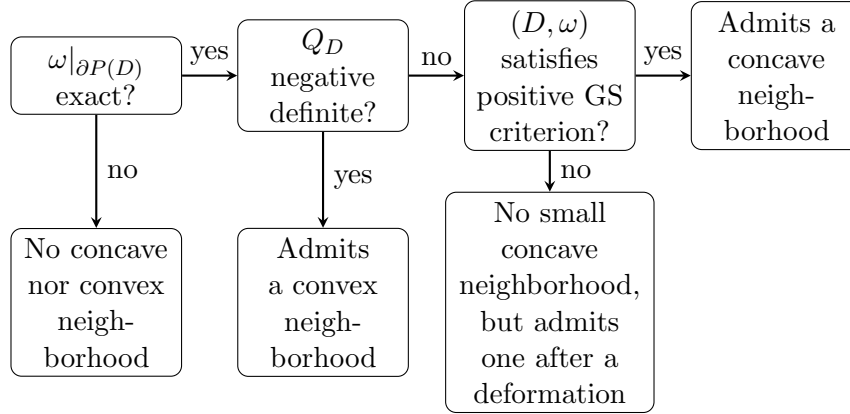 ω|∂P(D)
exact?
yes
Q_D
negative
definite?
no
(D, ω)
satisfies
positive GS
criterion?
yes
Admits a
concave
neigh-
borhood
no
yes
no
No concave
nor convex
neigh-
borhood
Admits
a convex
neigh-
borhood
No small
concave
neighborhood,
but admits
one after a
deformation